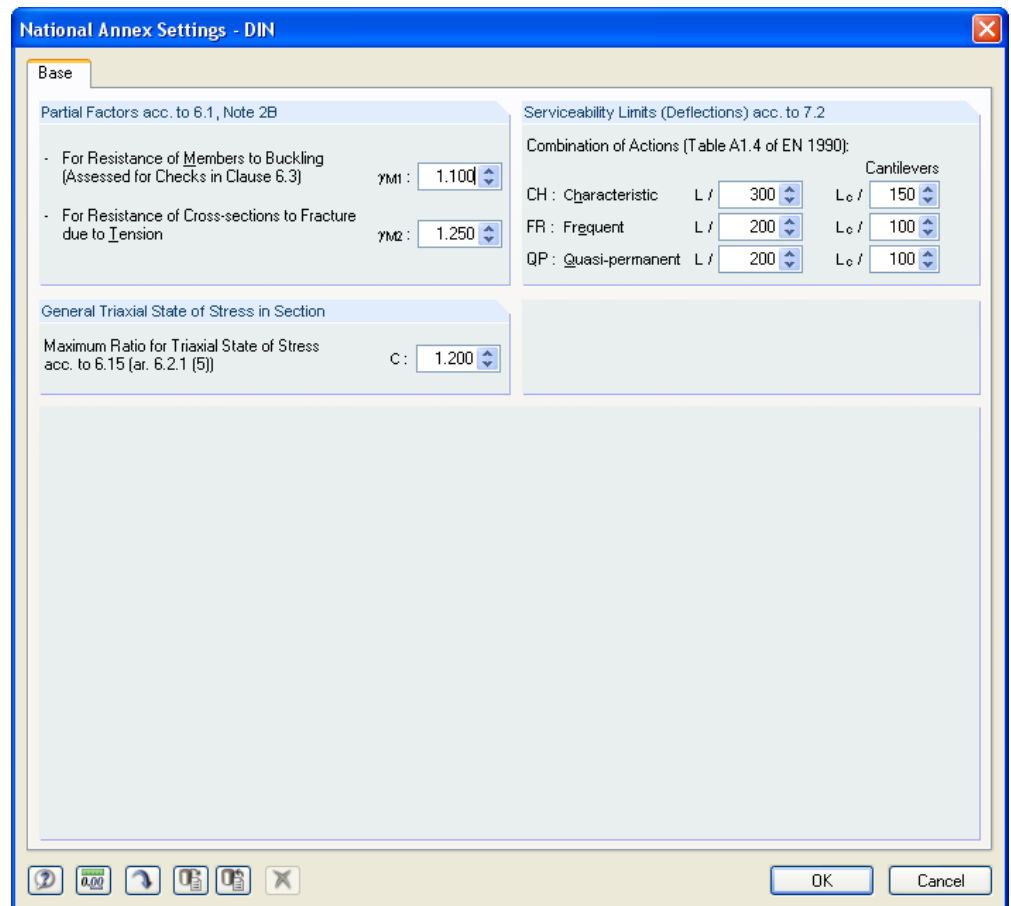 National Annex Settings - DIN
Base
Partial Factors acc. to 6.1, Note 2B
- For Resistance of Members to Buckling
(Assessed for Checks in Clause 6.3) γM1 : 1.100
- For Resistance of Cross-sections to Fracture
due to Tension γM2 : 1.250
Serviceability Limits (Deflections) acc. to 7.2
Combination of Actions (Table A1.4 of EN 1990):
Cantilevers
CH : Characteristic L / 300 Lc / 150
FR : Frequent L / 200 Lc / 100
QP : Quasi-permanent L / 200 Lc / 100
General Triaxial State of Stress in Section
Maximum Ratio for Triaxial State of Stress
acc. to 6.15 (ar. 6.2.1 (5)) C : 1.200
0.00
OK Cancel